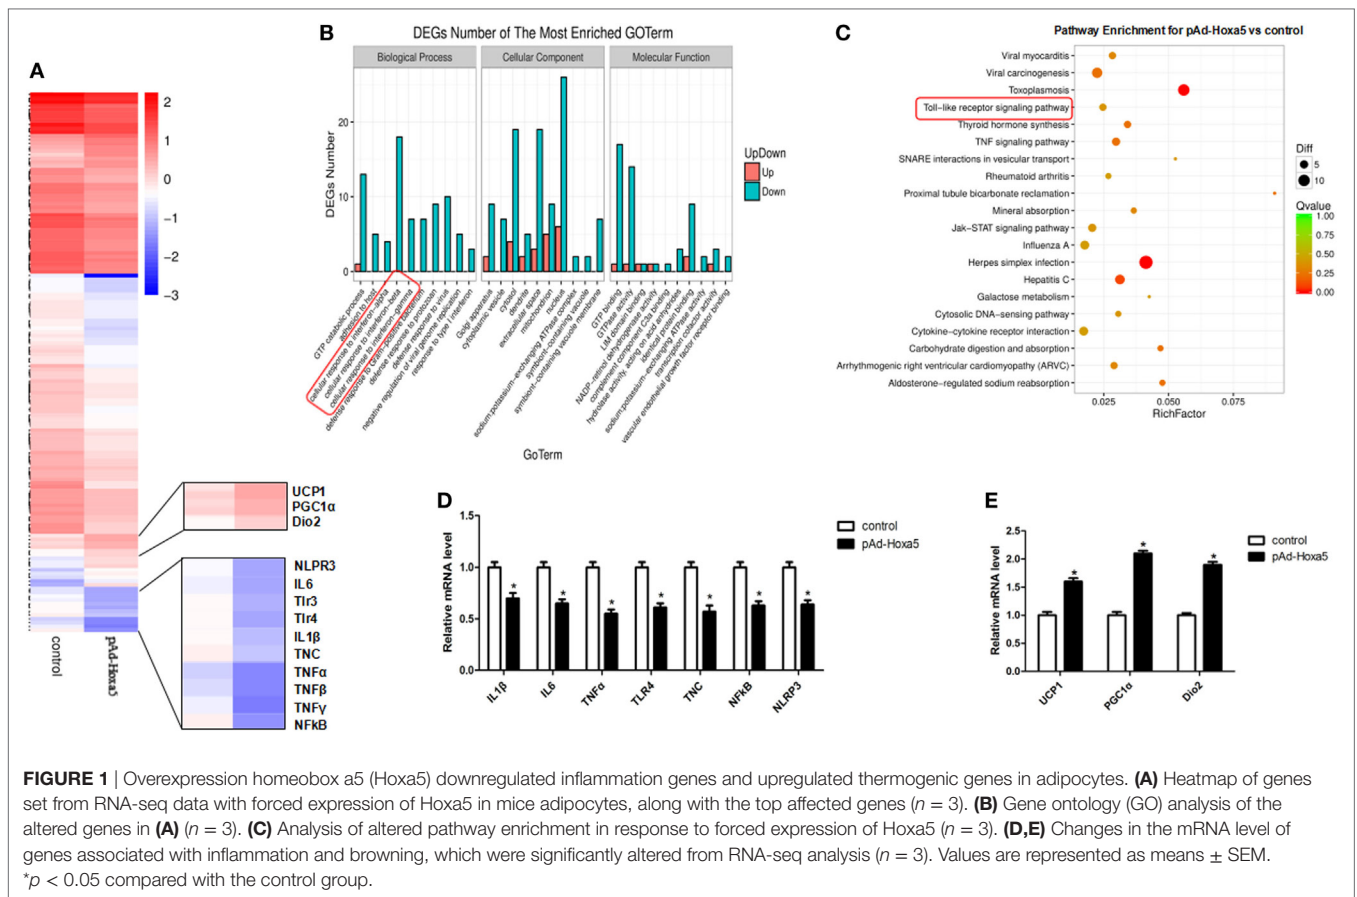 A
2
1
0
−1
−2
−3
control
pAd-Hoxa5
UCP1
PGC1α
Dio2
NLPR3
IL6
Tlr3
Tlr4
IL1β
TNC
TNFα
TNFβ
TNFγ
NFkB
B
DEGs Number of The Most Enriched GOTerm
Biological Process
Cellular Component
Molecular Function
DEGs Number
20
10
0
GTP catabolic process
adhesion to host
cellular response to interferon−alpha
cellular response to interferon−beta
cellular response to interferon−gamma
defense response to Gram−positive bacterium
defense response to protozoan
defense response to virus
negative regulation of viral genome replication
response to type I interferon
Golgi apparatus
cytoplasmic vesicle
cytosol
dendrite
extracellular space
mitochondrion
nucleus
sodium:potassium−exchanging ATPase complex
symbiont−containing vacuole
symbiont−containing vacuole membrane
GTP binding
GTPase activity
LIM domain binding
NADP−retinol dehydrogenase activity
complement component C3a binding
hydrolase activity, acting on acid anhydrides
identical protein binding
sodium:potassium−exchanging ATPase activity
transcription cofactor activity
vascular endothelial growth factor receptor binding
GoTerm
UpDown
Up
Down
C
Pathway Enrichment for pAd-Hoxa5 vs control
Viral myocarditis
Viral carcinogenesis
Toxoplasmosis
Toll−like receptor signaling pathway
Thyroid hormone synthesis
TNF signaling pathway
SNARE interactions in vesicular transport
Rheumatoid arthritis
Proximal tubule bicarbonate reclamation
Mineral absorption
Jak−STAT signaling pathway
Influenza A
Herpes simplex infection
Hepatitis C
Galactose metabolism
Cytosolic DNA−sensing pathway
Cytokine−cytokine receptor interaction
Carbohydrate digestion and absorption
Arrhythmogenic right ventricular cardiomyopathy (ARVC)
Aldosterone−regulated sodium reabsorption
0.025
0.050
0.075
RichFactor
Diff
5
10
Qvalue
1.00
0.75
0.50
0.25
0.00
D
Relative mRNA level
1.5
1.0
0.5
0.0
control
pAd-Hoxa5
* * * * * * *
IL1β
IL6
TNFα
TLR4
TNC
NFkB
NLRP3
E
Relative mRNA level
2.5
2.0
1.5
1.0
0.5
0.0
control
pAd-Hoxa5
* * *
UCP1
PGC1α
Dio2
FIGURE 1 | Overexpression homeobox a5 (Hoxa5) downregulated inflammation genes and upregulated thermogenic genes in adipocytes. (A) Heatmap of genes
set from RNA-seq data with forced expression of Hoxa5 in mice adipocytes, along with the top affected genes (n = 3). (B) Gene ontology (GO) analysis of the
altered genes in (A) (n = 3). (C) Analysis of altered pathway enrichment in response to forced expression of Hoxa5 (n = 3). (D,E) Changes in the mRNA level of
genes associated with inflammation and browning, which were significantly altered from RNA-seq analysis (n = 3). Values are represented as means ± SEM.
*p < 0.05 compared with the control group.